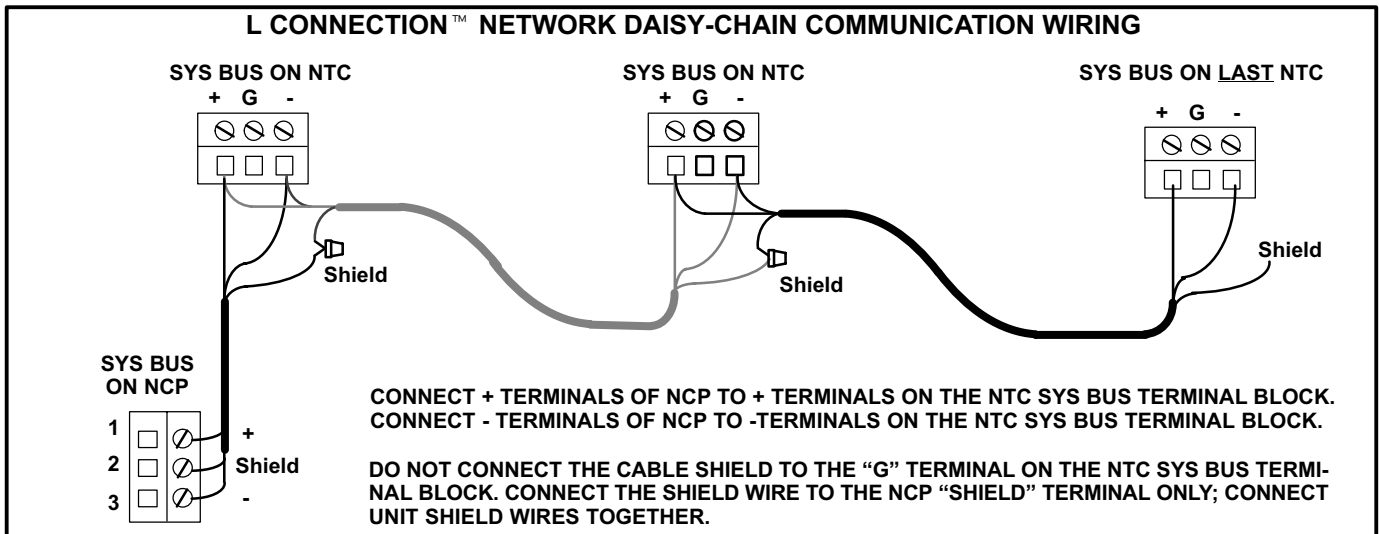 L CONNECTION™ NETWORK DAISY-CHAIN COMMUNICATION WIRING
SYS BUS ON NTC
+ G -
SYS BUS ON NTC
+ G -
SYS BUS ON LAST NTC
+ G -
Shield
Shield
Shield
SYS BUS
ON NCP
1 +
2 Shield
3 -
CONNECT + TERMINALS OF NCP TO + TERMINALS ON THE NTC SYS BUS TERMINAL BLOCK.
CONNECT - TERMINALS OF NCP TO -TERMINALS ON THE NTC SYS BUS TERMINAL BLOCK.
DO NOT CONNECT THE CABLE SHIELD TO THE “G” TERMINAL ON THE NTC SYS BUS TERMI-
NAL BLOCK. CONNECT THE SHIELD WIRE TO THE NCP “SHIELD” TERMINAL ONLY; CONNECT
UNIT SHIELD WIRES TOGETHER.